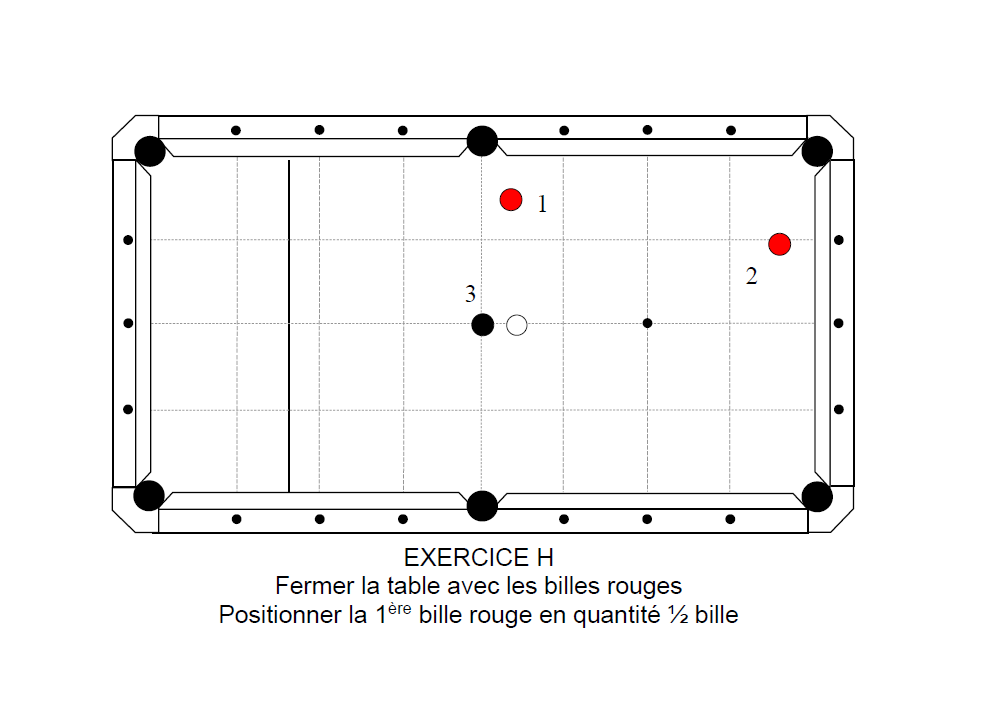 1
2
3
EXERCICE H
Fermer la table avec les billes rouges
Positionner la 1ère bille rouge en quantité ½ bille